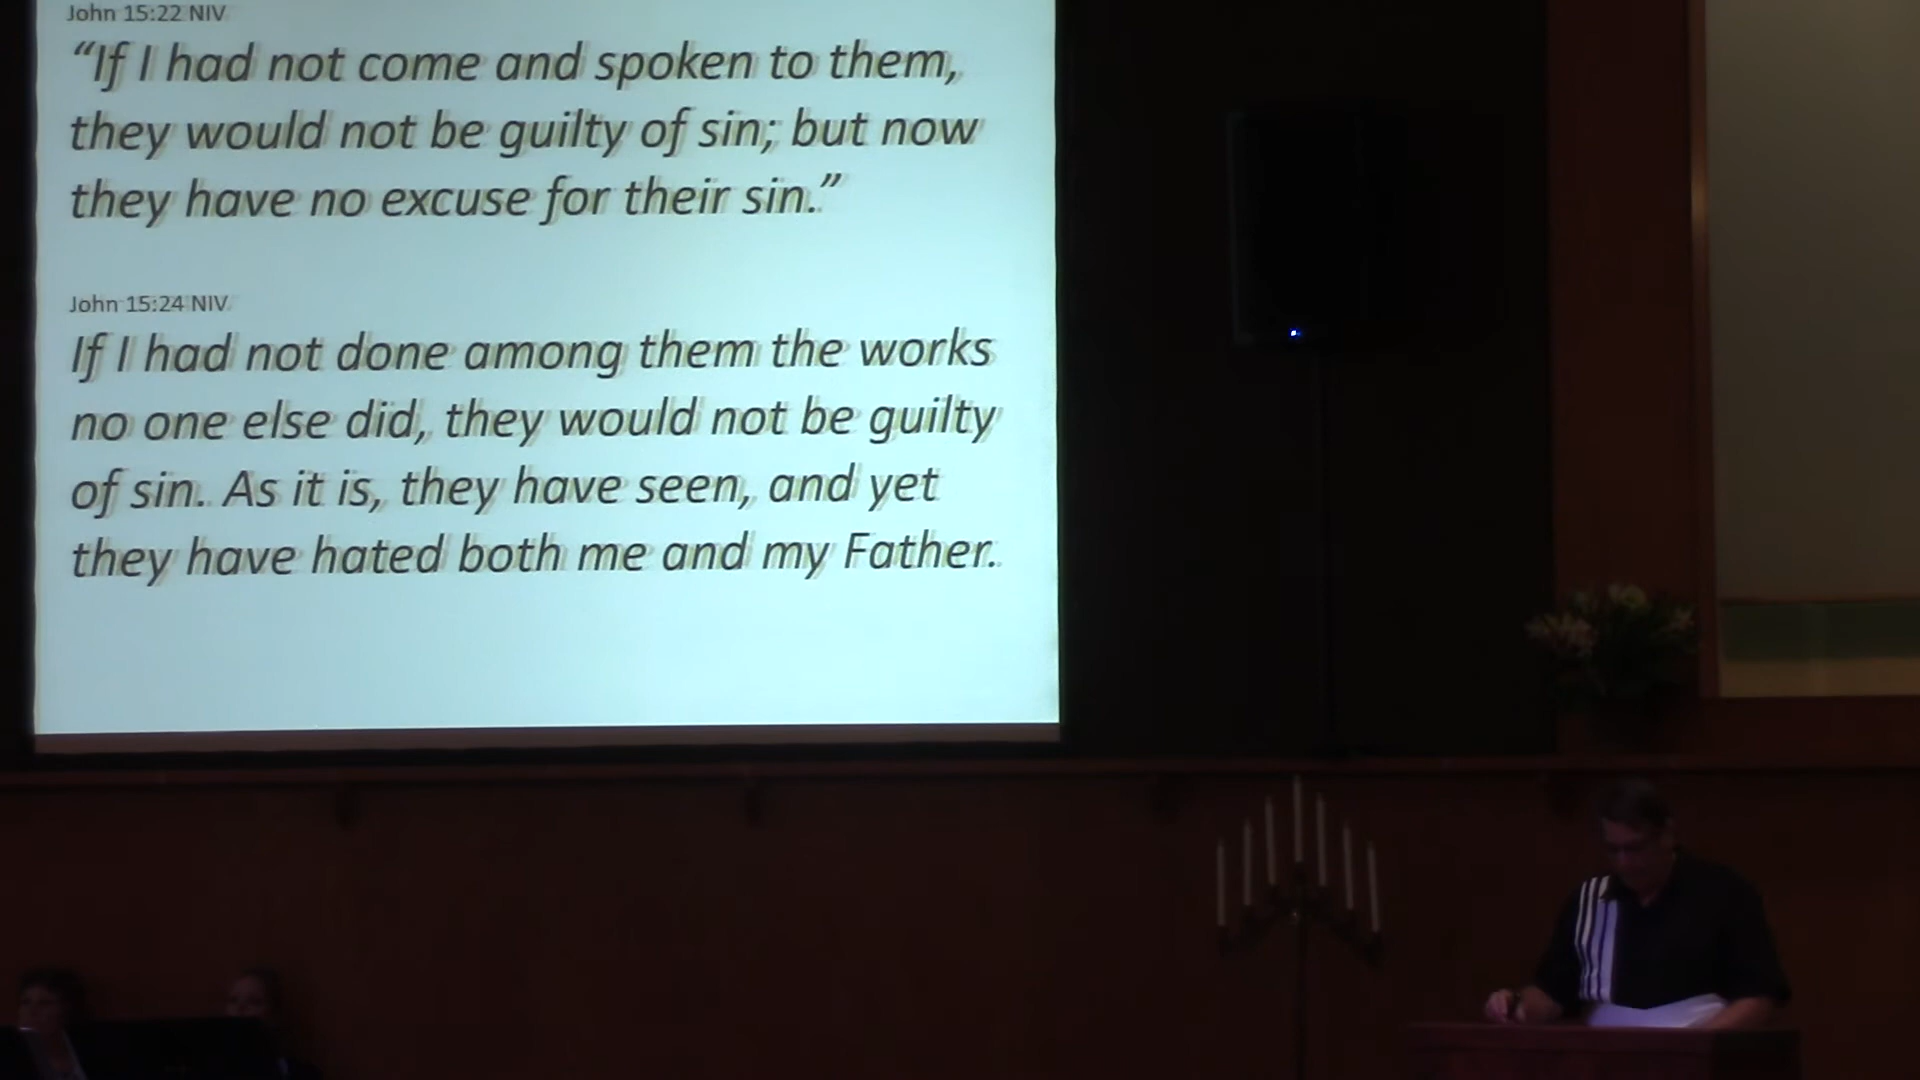 John 15:22 NIV
“If I had not come and spoken to them,
they would not be guilty of sin; but now
they have no excuse for their sin.”
John 15:24 NIV
If I had not done among them the works
no one else did, they would not be guilty
of sin. As it is, they have seen, and yet
they have hated both me and my Father.